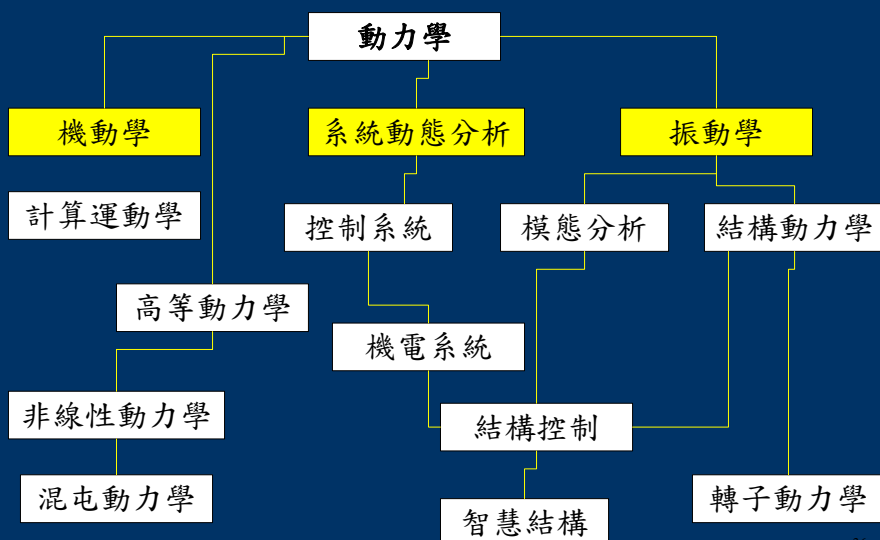 動力學
機動學
系統動態分析
振動學
計算運動學
控制系統
模態分析
結構動力學
高等動力學
機電系統
非線性動力學
結構控制
混屯動力學
智慧結構
轉子動力學